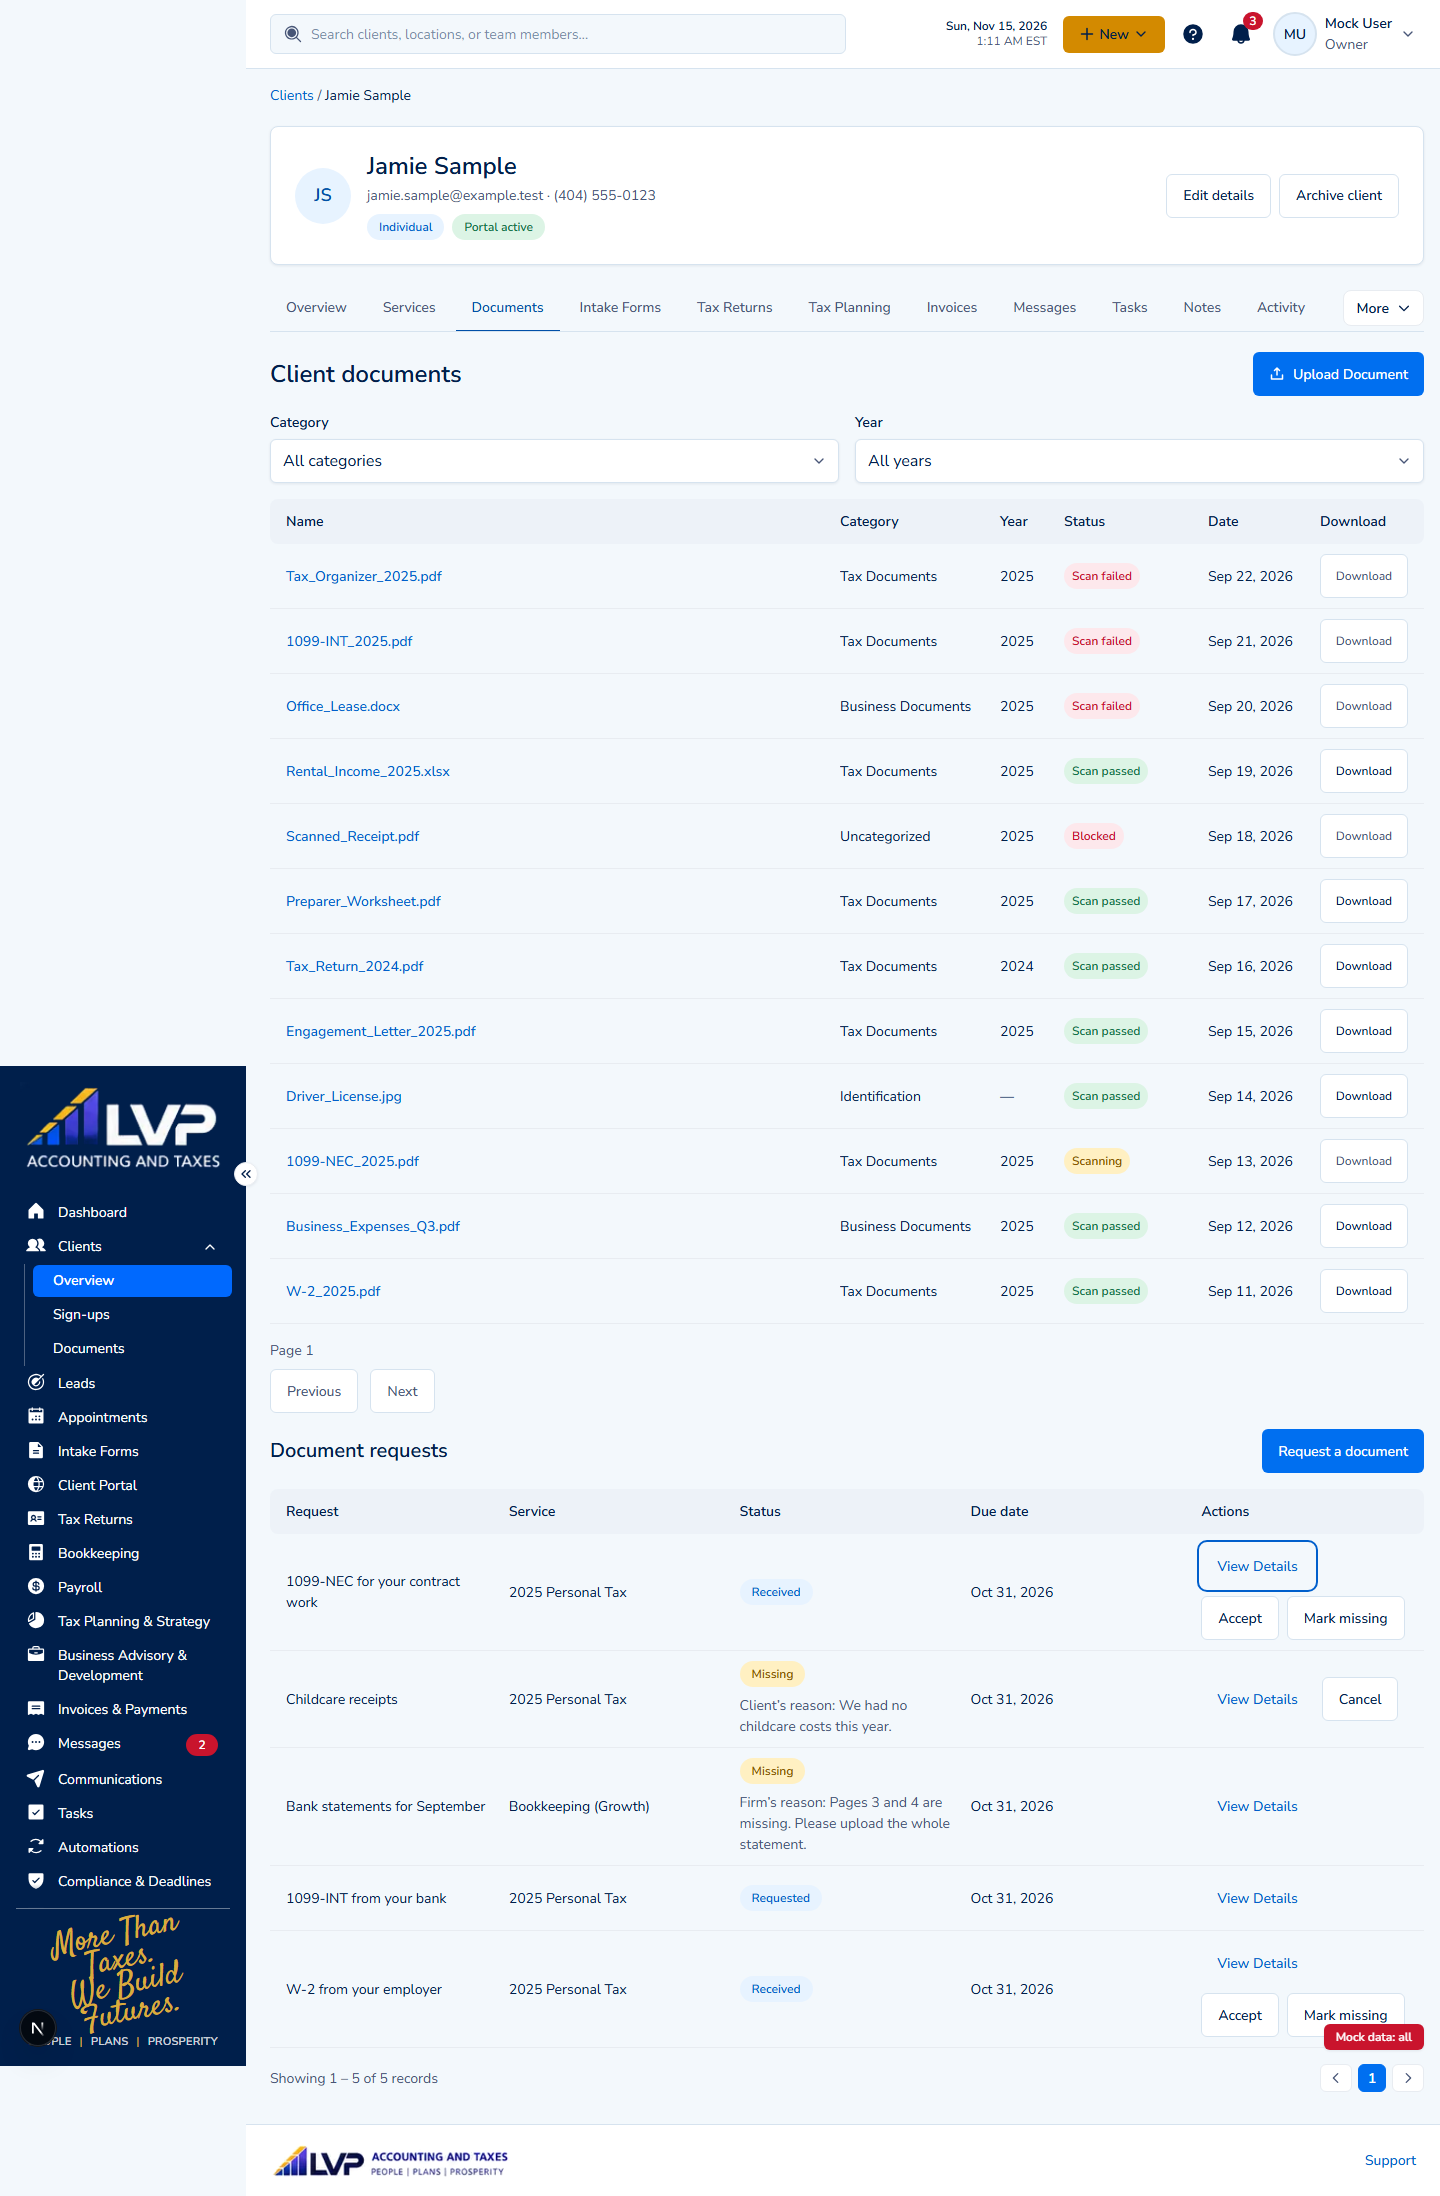 Search clients, locations, or team members...
Sun, Nov 15, 2026
1:11 AM EST
New
3
MU
Mock User
Owner
Clients / Jamie Sample
JS
Jamie Sample
jamie.sample@example.test · (404) 555-0123
Individual
Portal active
Edit details
Archive client
Overview
Services
Documents
Intake Forms
Tax Returns
Tax Planning
Invoices
Messages
Tasks
Notes
Activity
More
Client documents
Upload Document
Category
Year
All categories
All years
Name Category Year Status Date Download
Tax_Organizer_2025.pdf Tax Documents 2025 Scan failed Sep 22, 2026 Download
1099-INT_2025.pdf Tax Documents 2025 Scan failed Sep 21, 2026 Download
Office_Lease.docx Business Documents 2025 Scan failed Sep 20, 2026 Download
Rental_Income_2025.xlsx Tax Documents 2025 Scan passed Sep 19, 2026 Download
Scanned_Receipt.pdf Uncategorized 2025 Blocked Sep 18, 2026 Download
Preparer_Worksheet.pdf Tax Documents 2025 Scan passed Sep 17, 2026 Download
Tax_Return_2024.pdf Tax Documents 2024 Scan passed Sep 16, 2026 Download
Engagement_Letter_2025.pdf Tax Documents 2025 Scan passed Sep 15, 2026 Download
Driver_License.jpg Identification — Scan passed Sep 14, 2026 Download
1099-NEC_2025.pdf Tax Documents 2025 Scanning Sep 13, 2026 Download
Business_Expenses_Q3.pdf Business Documents 2025 Scan passed Sep 12, 2026 Download
W-2_2025.pdf Tax Documents 2025 Scan passed Sep 11, 2026 Download
Page 1
Previous
Next
Document requests
Request a document
Request Service Status Due date Actions
1099-NEC for your contract
work
2025 Personal Tax
Received
Oct 31, 2026
View Details
Accept
Mark missing
Childcare receipts
2025 Personal Tax
Missing
Client's reason: We had no
childcare costs this year.
Oct 31, 2026
View Details
Cancel
Bank statements for September
Bookkeeping (Growth)
Missing
Firm's reason: Pages 3 and 4 are
missing. Please upload the whole
statement.
Oct 31, 2026
View Details
1099-INT from your bank
2025 Personal Tax
Requested
Oct 31, 2026
View Details
W-2 from your employer
2025 Personal Tax
Received
Oct 31, 2026
View Details
Accept
Mark missing
Mock data: all
Showing 1 – 5 of 5 records
1
LVP
ACCOUNTING AND TAXES
Dashboard
Clients
Overview
Sign-ups
Documents
Leads
Appointments
Intake Forms
Client Portal
Tax Returns
Bookkeeping
Payroll
Tax Planning & Strategy
Business Advisory &
Development
Invoices & Payments
Messages
2
Communications
Tasks
Automations
Compliance & Deadlines
More Than
Taxes.
We Build
Futures.
N
PLE | PLANS | PROSPERITY
LVP
ACCOUNTING AND TAXES
PEOPLE | PLANS | PROSPERITY
Support